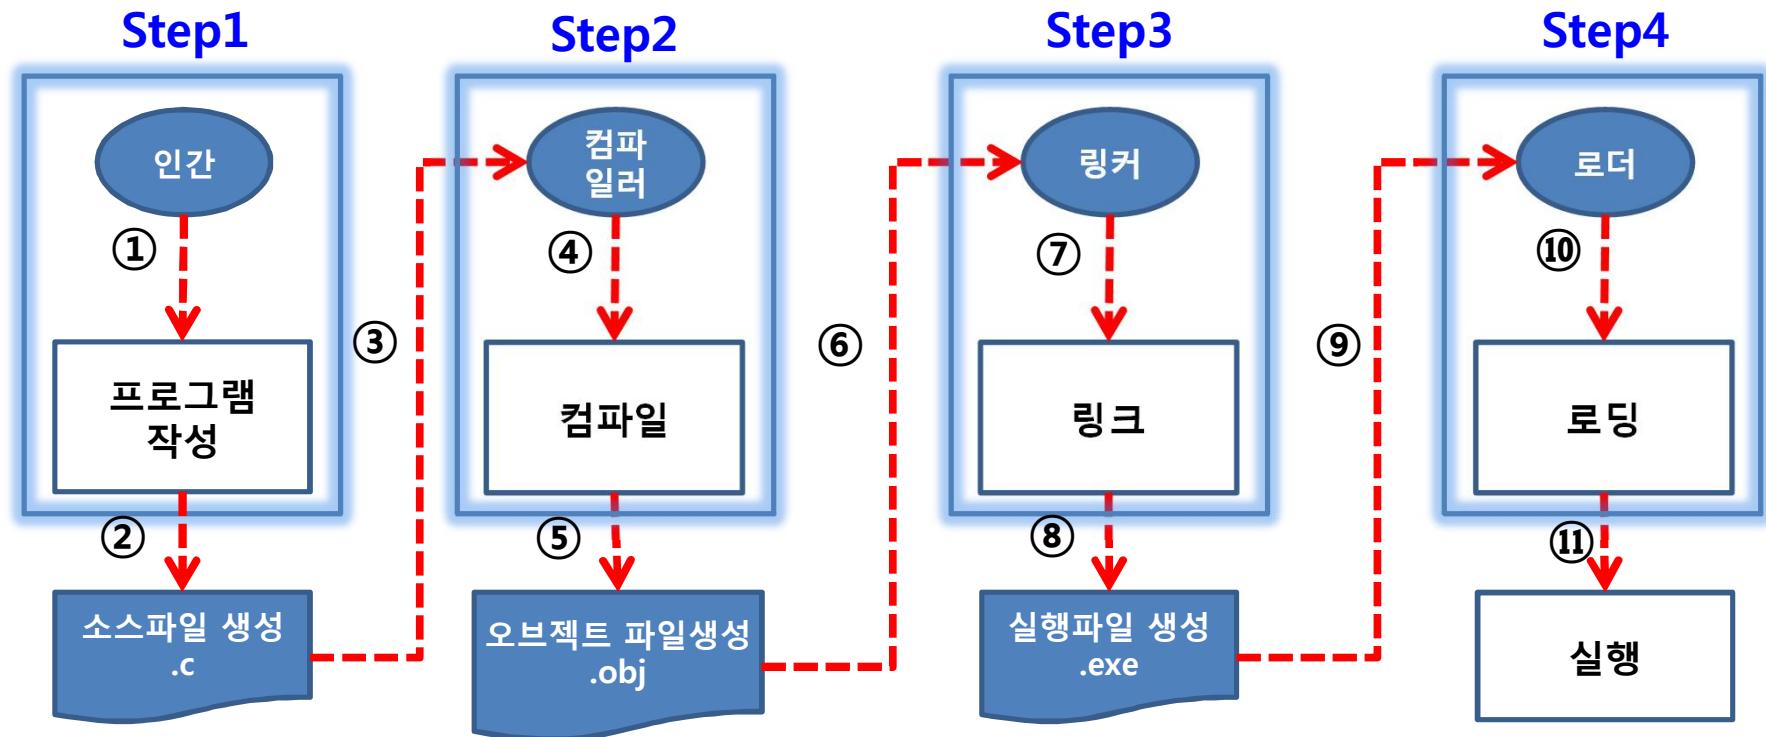 Step1
Step2
Step3
Step4
인간
컴파
일러
링커
로더
①
④
⑦
⑩
③
⑥
⑨
프로그램
작성
컴파일
링크
로딩
②
⑤
⑧
⑪
소스파일 생성
.c
오브젝트 파일생성
.obj
실행파일 생성
.exe
실행